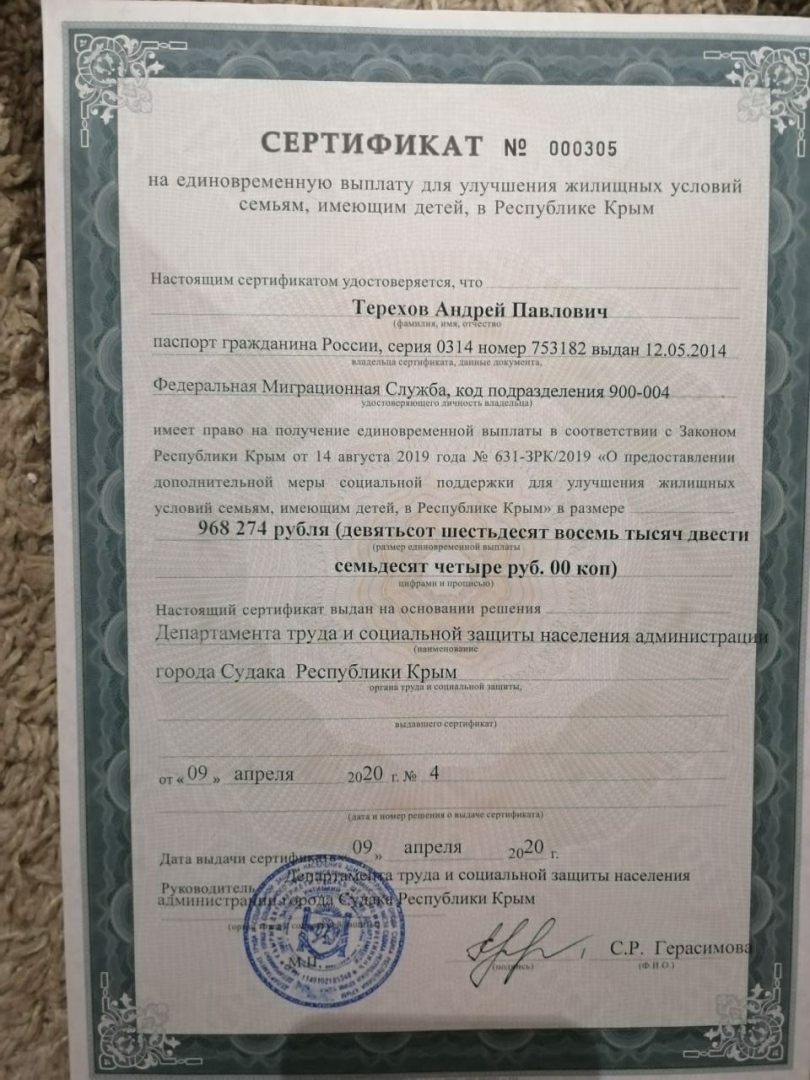 СЕРТИФИКАТ № 000305
на единовременную выплату для улучшения жилищных условий
семьям, имеющим детей, в Республике Крым
Настоящим сертификатом удостоверяется, что
Терехов Андрей Павлович
(фамилия, имя, отчество
паспорт гражданина России, серия 0314 номер 753182 выдан 12.05.2014
владельца сертификата, данные документа,
Федеральная Миграционная Служба, код подразделения 900-004
удостоверяющего личность владельца)
имеет право на получение единовременной выплаты в соответствии с Законом
Республики Крым от 14 августа 2019 года № 631-ЗРК/2019 «О предоставлении
дополнительной меры социальной поддержки для улучшения жилищных
условий семьям, имеющим детей, в Республике Крым» в размере
968 274 рубля (девятьсот шестьдесят восемь тысяч двести
(размер единовременной выплаты
семьдесят четыре руб. 00 коп)
цифрами и прописью)
Настоящий сертификат выдан на основании решения
Департамента труда и социальной защиты населения администрации
(наименование
города Судака Республики Крым
органа труда и социальной защиты,
выдавшего сертификат)
от « 09 » апреля 2020 г. № 4
(дата и номер решения о выдаче сертификата)
Дата выдачи сертификата « 09 » апреля 2020 г.
Руководитель Департамента труда и социальной защиты населения
администрации города Судака Республики Крым
М.П.
С.Р. Герасимова
(подпись) (Ф.И.О.)